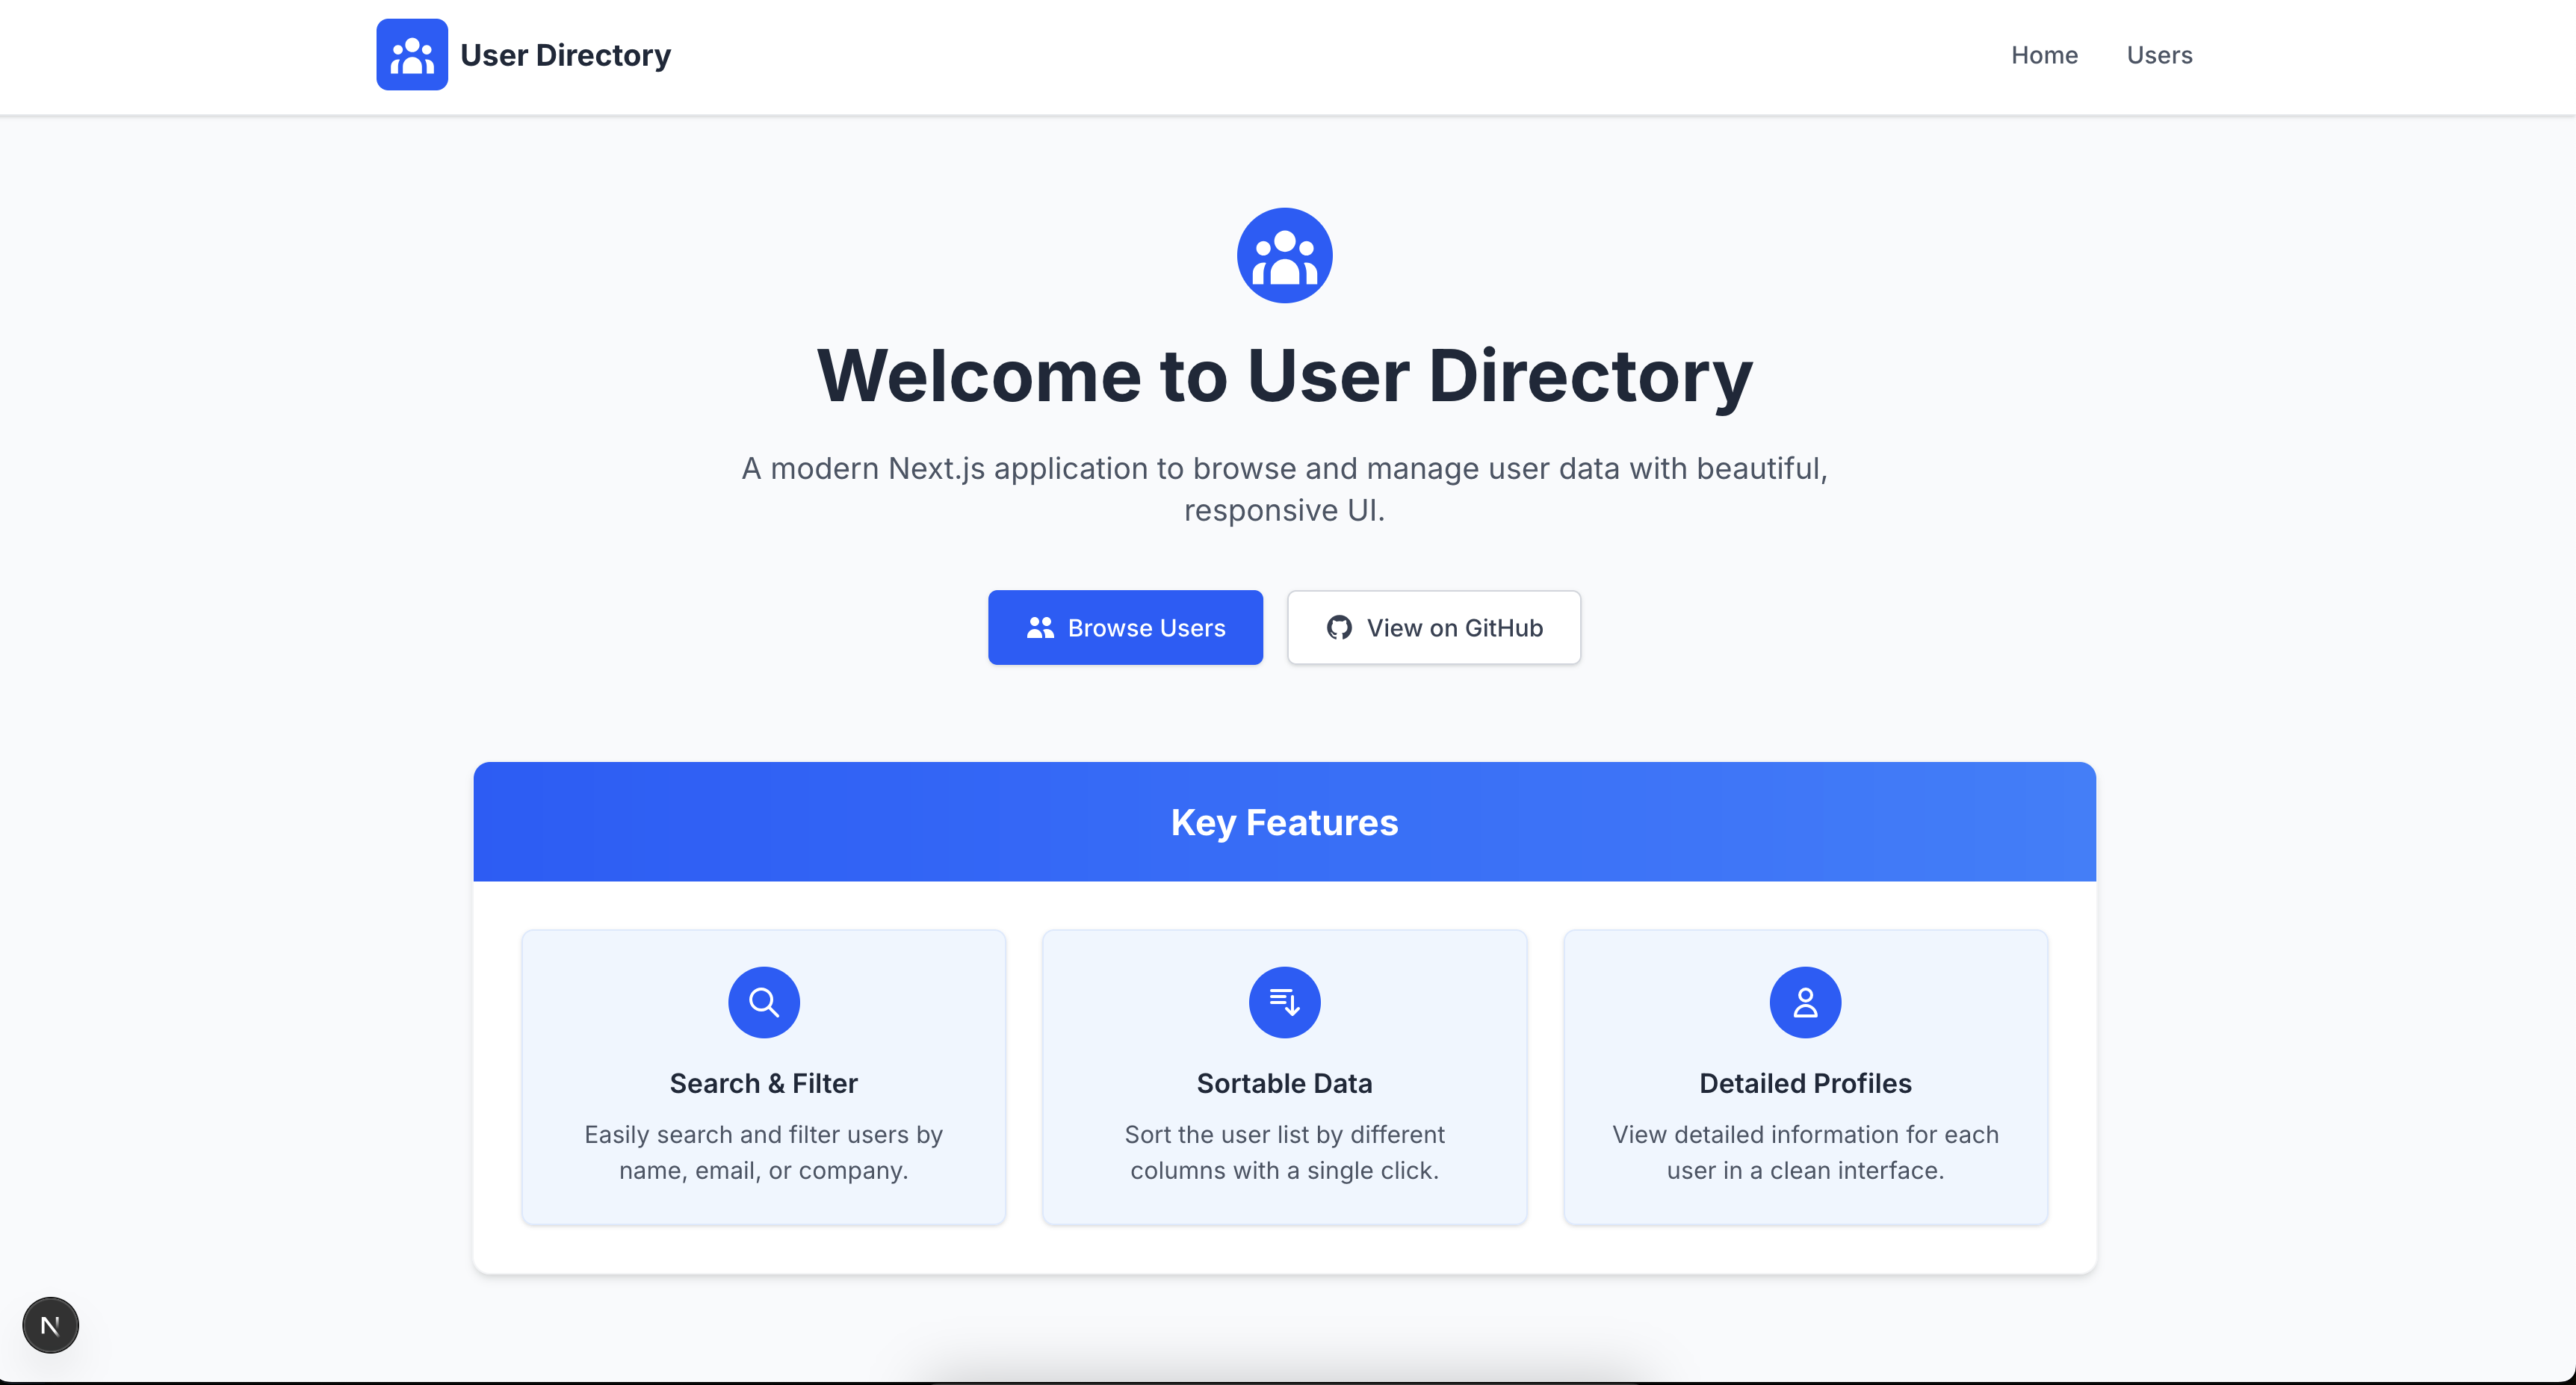 User Directory
Home
Users
Welcome to User Directory
A modern Next.js application to browse and manage user data with beautiful,
responsive UI.
Browse Users
View on GitHub
Key Features
Search & Filter
Easily search and filter users by
name, email, or company.
Sortable Data
Sort the user list by different
columns with a single click.
Detailed Profiles
View detailed information for each
user in a clean interface.
N